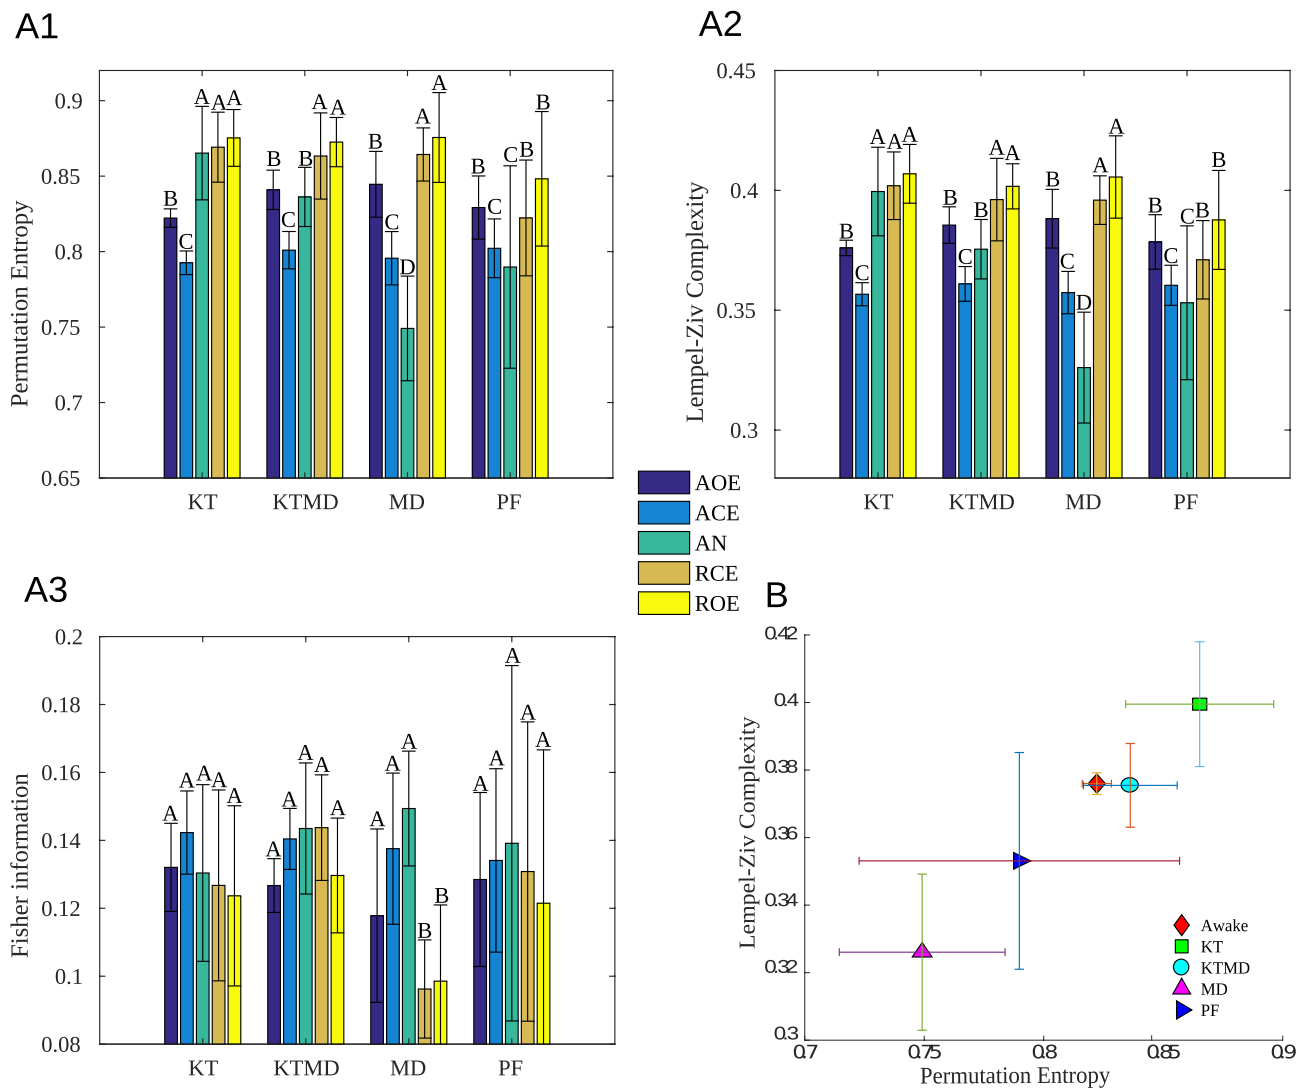 A1
Permutation Entropy
0.9
0.85
0.8
0.75
0.7
0.65
B C A A A
B C B A A
B C D A A
B C C B B
KT KTMD MD PF
A2
Lempel-Ziv Complexity
0.45
0.4
0.35
0.3
B C A A A
B C B A A
B C D A A
B C C B B
KT KTMD MD PF
AOE
ACE
AN
RCE
ROE
A3
Fisher information
0.2
0.18
0.16
0.14
0.12
0.1
0.08
A A A A A
A A A A A
A A A B B
A A A A A
KT KTMD MD PF
B
Lempel-Ziv Complexity
0.42
0.4
0.38
0.36
0.34
0.32
0.3
0.7 0.75 0.8 0.85 0.9
Permutation Entropy
Awake
KT
KTMD
MD
PF